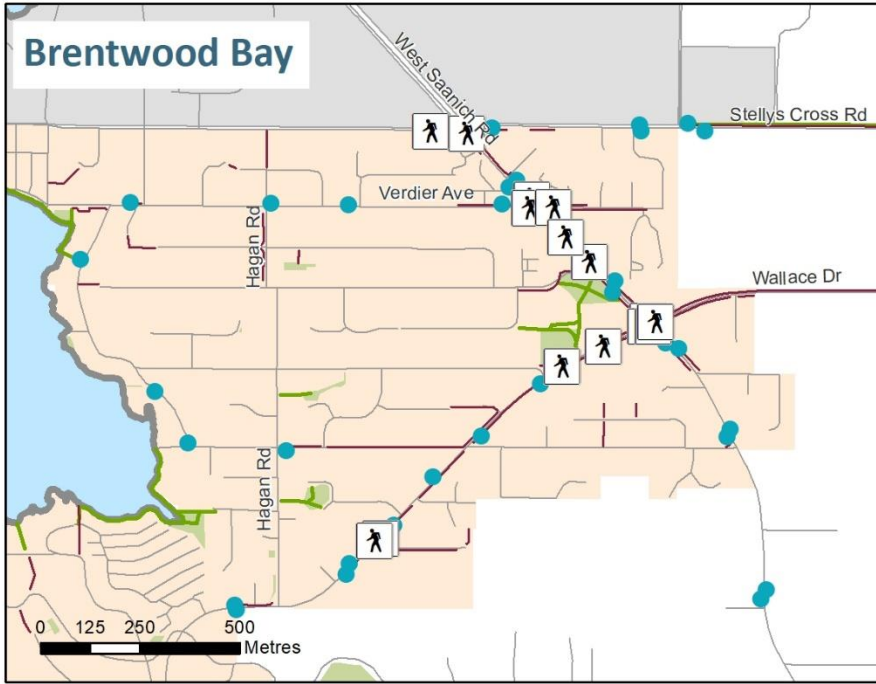 Brentwood Bay
West Saanich Rd
Stellys Cross Rd
Verdier Ave
Hagan Rd
Wallace Dr
Hagan Rd
0 125 250 500
Metres